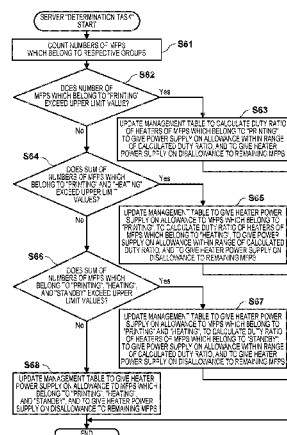 SERVER "DETERMINATION TASK"
START
S61
COUNT NUMBERS OF MFPS
WHICH BELONG TO RESPECTIVE GROUPS
S62
DOES NUMBER OF
MFPS WHICH BELONG TO "PRINTING"
EXCEED UPPER LIMIT VALUE?
Yes
No
S63
UPDATE MANAGEMENT TABLE TO CALCULATE DUTY RATIO
OF HEATERS OF MFPS WHICH BELONG TO "PRINTING"
TO GIVE POWER SUPPLY ON ALLOWANCE WITHIN RANGE
OF CALCULATED DUTY RATIO, AND TO GIVE HEATER
POWER SUPPLY ON DISALLOWANCE TO REMAINING MFPS
S64
DOES SUM OF
NUMBERS OF MFPS WHICH
BELONG TO "PRINTING" AND "HEATING"
EXCEED UPPER LIMIT
VALUES?
Yes
No
S65
UPDATE MANAGEMENT TABLE TO GIVE HEATER POWER
SUPPLY ON ALLOWANCE TO MFPS WHICH BELONG TO
"PRINTING", TO CALCULATE DUTY RATIO OF HEATERS OF
MFPS WHICH BELONG TO "HEATING", TO GIVE POWER
SUPPLY ON ALLOWANCE WITHIN RANGE OF CALCULATED
DUTY RATIO, AND TO GIVE HEATER POWER SUPPLY ON
DISALLOWANCE TO REMAINING MFPS
S66
DOES SUM OF
NUMBERS OF MFPS WHICH
BELONG TO "PRINTING", "HEATING",
AND "STANDBY" EXCEED UPPER
LIMIT VALUES?
Yes
No
S67
UPDATE MANAGEMENT TABLE TO GIVE HEATER POWER
SUPPLY ON ALLOWANCE TO MFPS WHICH BELONG TO
"PRINTING" AND "HEATING", TO CALCULATE DUTY RATIO
OF HEATERS OF MFPS WHICH BELONG TO "STANDBY",
TO GIVE POWER SUPPLY ON ALLOWANCE WITHIN RANGE
OF CALCULATED DUTY RATIO, AND TO GIVE HEATER
POWER SUPPLY ON DISALLOWANCE TO REMAINING MFPS
S68
UPDATE MANAGEMENT TABLE TO GIVE HEATER
POWER SUPPLY ON ALLOWANCE TO MFPS WHICH
BELONG TO "PRINTING", "HEATING",
AND "STANDBY", AND TO GIVE HEATER POWER
SUPPLY ON DISALLOWANCE TO REMAINING MFPS
END